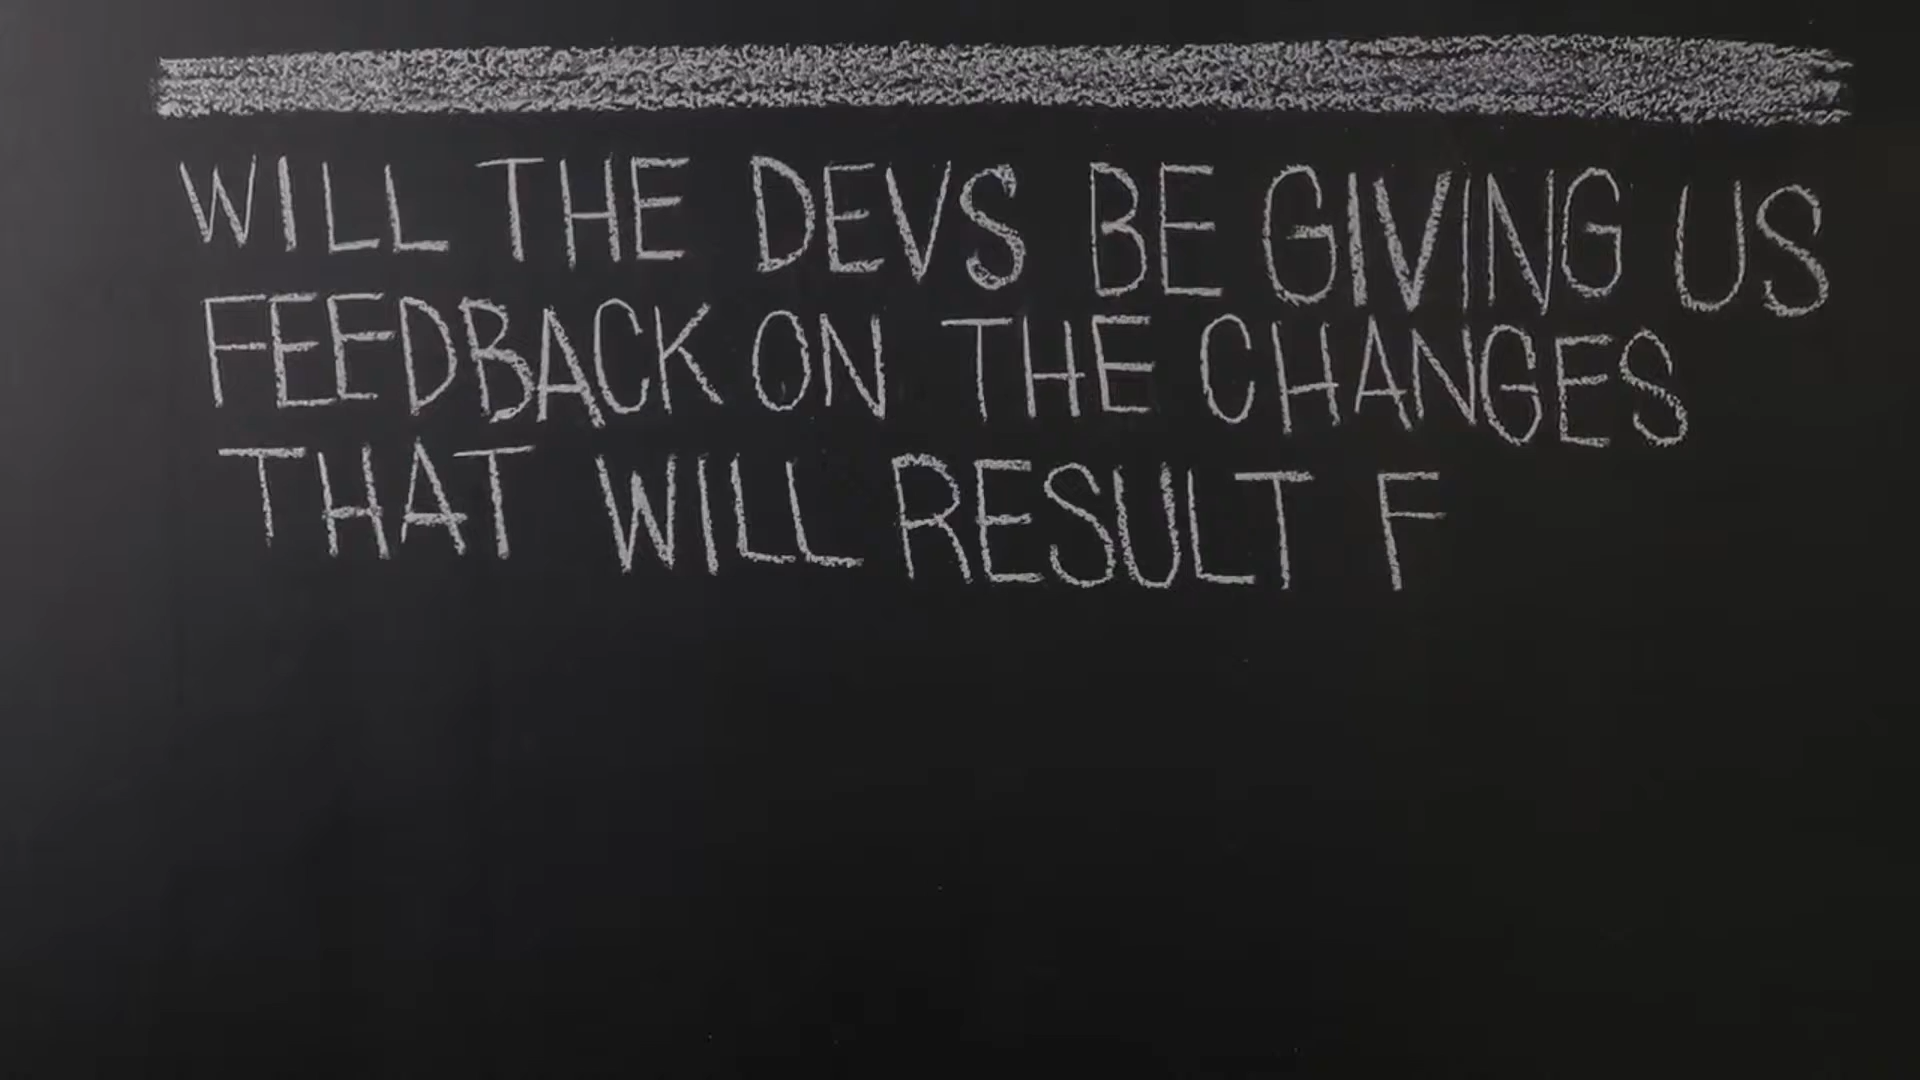 WILL THE DEVS BE GIVING US
FEEDBACK ON THE CHANGES
THAT WILL RESULT F